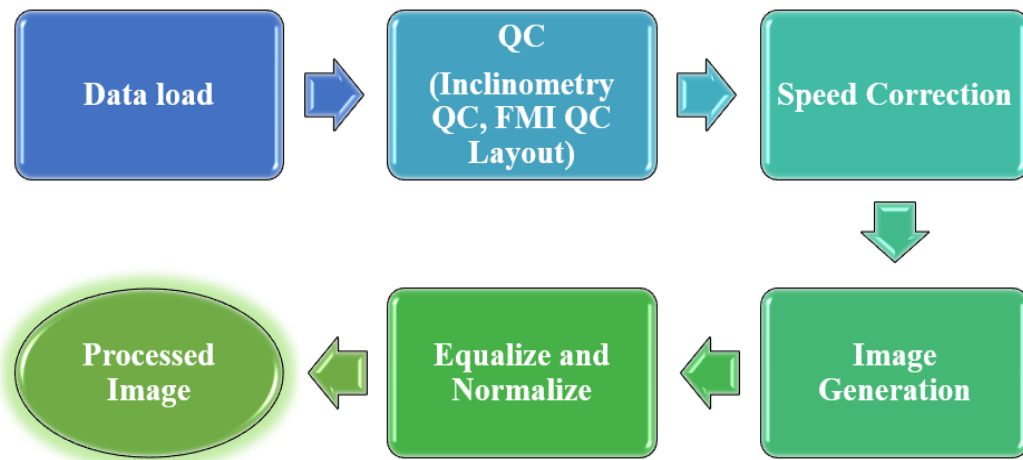 Data load
QC
(Inclinometry
QC, FMI QC
Layout)
Speed Correction
Image
Generation
Equalize and
Normalize
Processed
Image